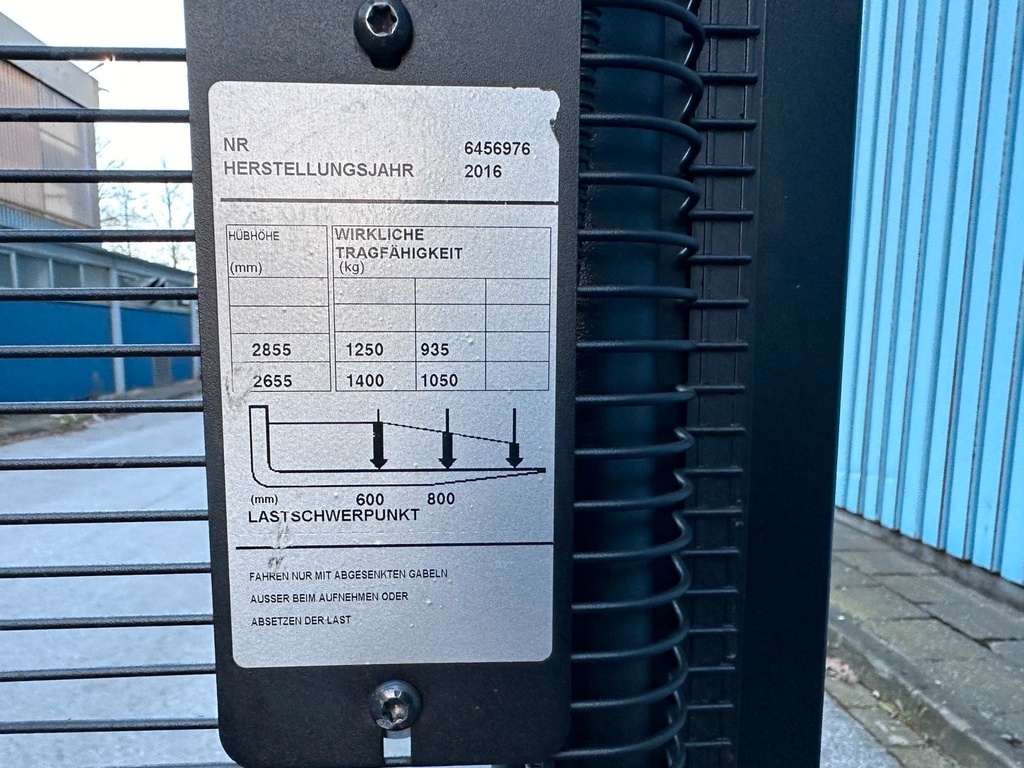 NR 6456976
HERSTELLUNGSJAHR 2016
HÜBHÖHE
(mm)
WIRKLICHE
TRAGFÄHIGKEIT
(kg)
2855 1250 935
2655 1400 1050
(mm) 600 800
LASTSCHWERPUNKT
FAHREN NUR MIT ABGESENKTEN GABELN
AUSSER BEIM AUFNEHMEN ODER
ABSETZEN DER LAST